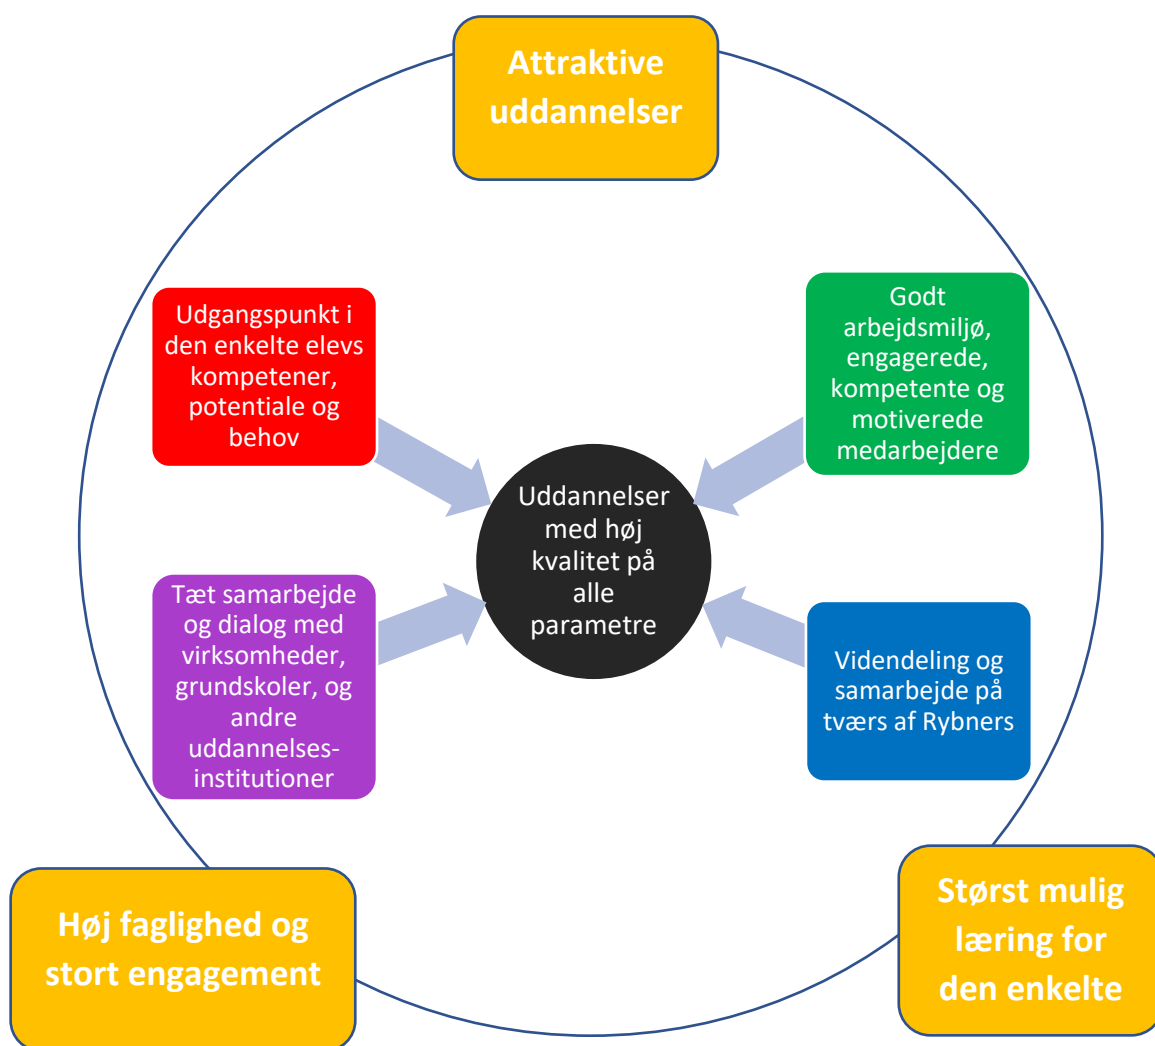 Attraktive
uddannelser
Udgangspunkt i
den enkelte elevs
kompetener,
potentiale og
behov
Godt
arbejdsmiljø,
engagerede,
kompetente og
motiverede
medarbejdere
Uddannelser
med høj
kvalitet på
alle
parametre
Tæt samarbejde
og dialog med
virksomheder,
grundskoler, og
andre
uddannelses-
institutioner
Videndeling og
samarbejde på
tværs af Rybners
Høj faglighed og
stort engagement
Størst mulig
læring for
den enkelte